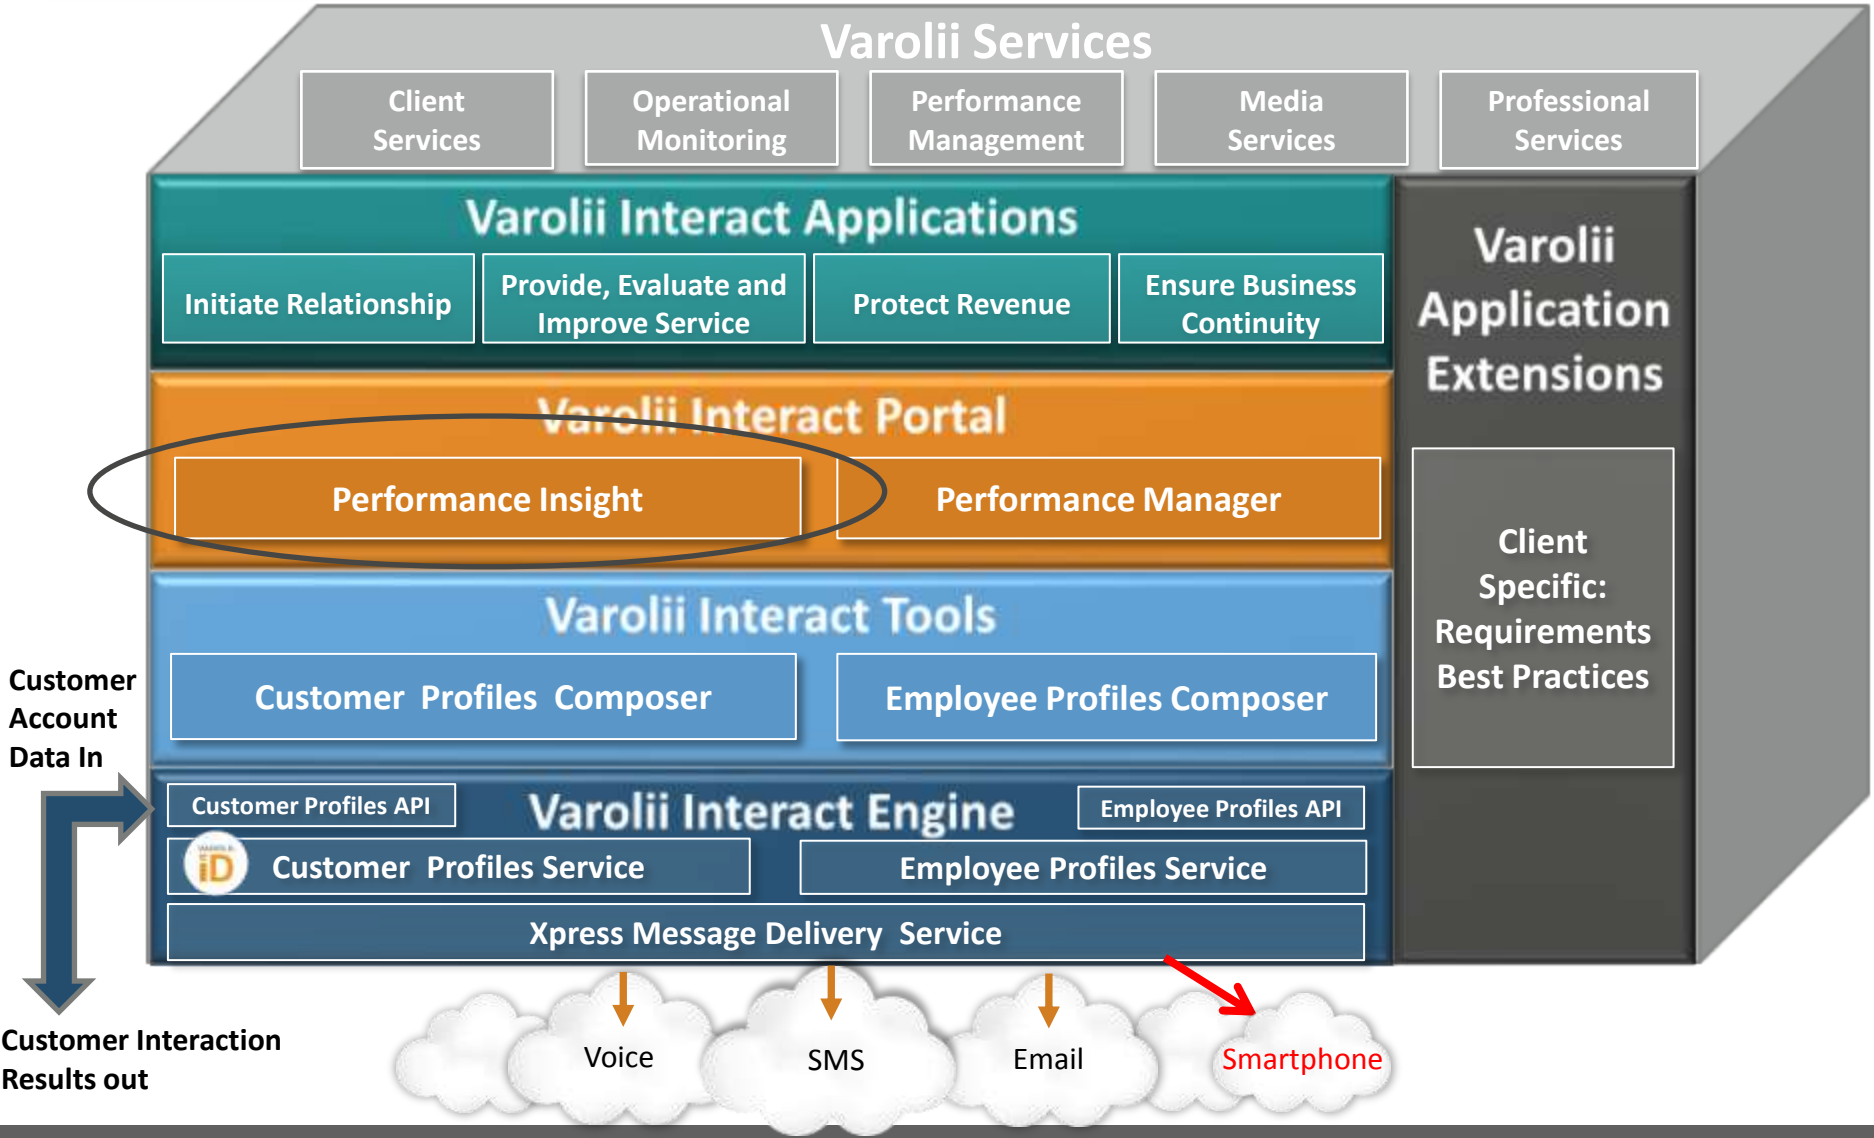 Varolii Services
Client
Services
Operational
Monitoring
Performance
Management
Media
Services
Professional
Services
Varolii Interact Applications
Initiate Relationship
Provide, Evaluate and
Improve Service
Protect Revenue
Ensure Business
Continuity
Varolii
Application
Extensions
Client
Specific:
Requirements
Best Practices
Varolii Interact Portal
Performance Insight
Performance Manager
Varolii Interact Tools
Customer Profiles Composer
Employee Profiles Composer
Customer
Account
Data In
Customer Profiles API
Varolii Interact Engine
Employee Profiles API
iD
Customer Profiles Service
Employee Profiles Service
Xpress Message Delivery Service
Voice
SMS
Email
Smartphone
Customer Interaction
Results out